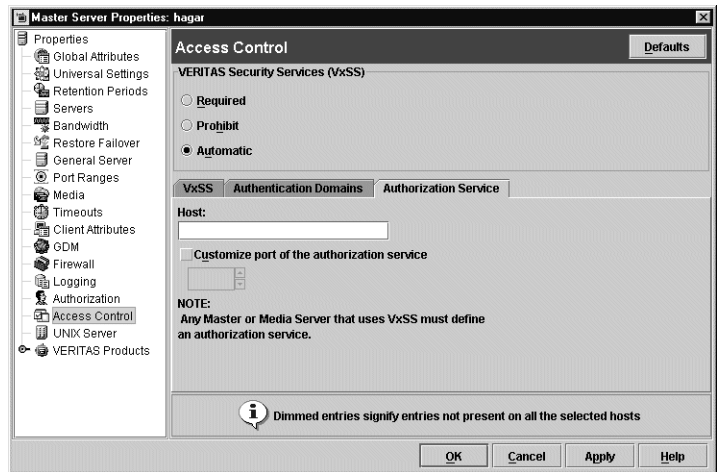 Master Server Properties: hagar
Properties
Global Attributes
Universal Settings
Retention Periods
Servers
Bandwidth
Restore Failover
General Server
Port Ranges
Media
Timeouts
Client Attributes
GDM
Firewall
Logging
Authorization
Access Control
UNIX Server
VERITAS Products
Access Control
Defaults
VERITAS Security Services (VxSS)
Required
Prohibit
Automatic
VxSS
Authentication Domains
Authorization Service
Host:
Customize port of the authorization service
NOTE:
Any Master or Media Server that uses VxSS must define
an authorization service.
Dimmed entries signify entries not present on all the selected hosts
OK
Cancel
Apply
Help